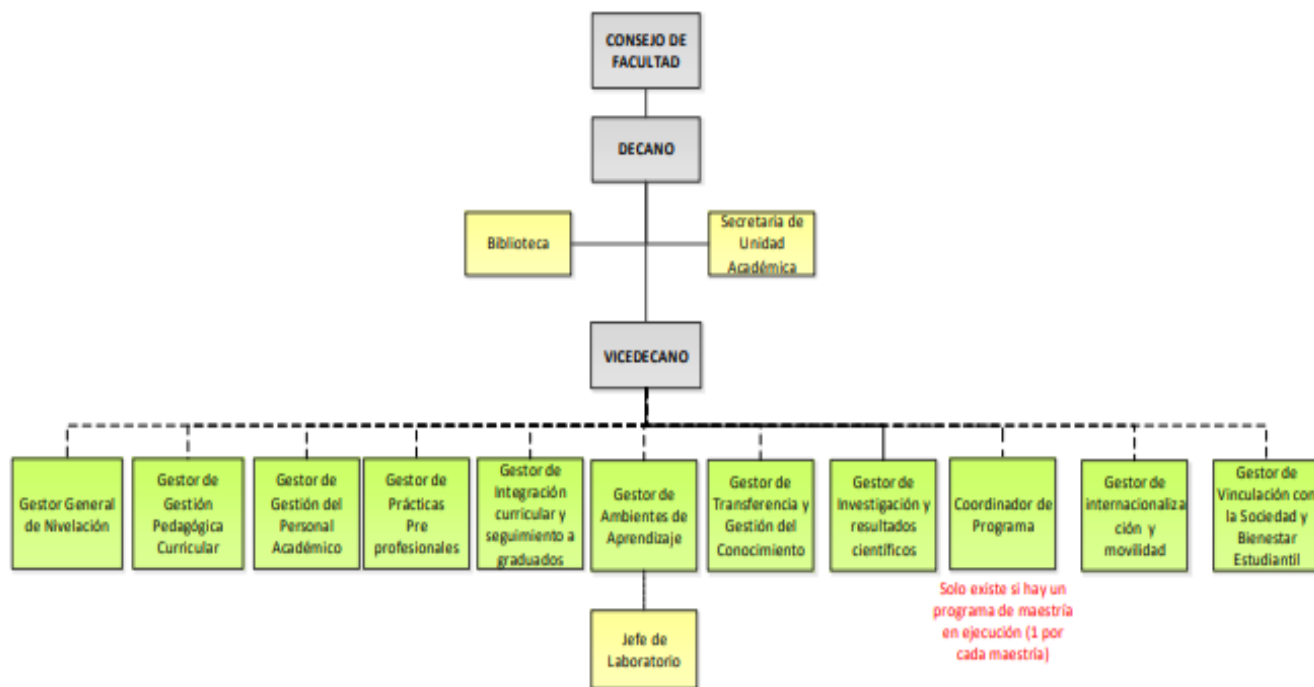 CONSEJO DE
FACULTAD
DECANO
Biblioteca
Secretaría de
Unidad
Académica
VICEDECANO
Gestor General
de Nivelación
Gestor de
Gestión
Pedagógica
Curricular
Gestor de
Gestión del
Personal
Académico
Gestor de
Prácticas
Pre
profesionales
Gestor de
Integración
curricular y
seguimiento a
graduados
Gestor de
Ambientes de
Aprendizaje
Gestor de
Transferencia y
Gestión del
Conocimiento
Gestor de
Investigación y
resultados
científicos
Coordinador de
Programa
Gestor de
internacionaliza
ción y
movilidad
Gestor de
Vinculación con
la Sociedad y
Bienestar
Estudiantil
Solo existe si hay un
programa de maestría
en ejecución (1 por
cada maestría)
Jefe de
Laboratorio